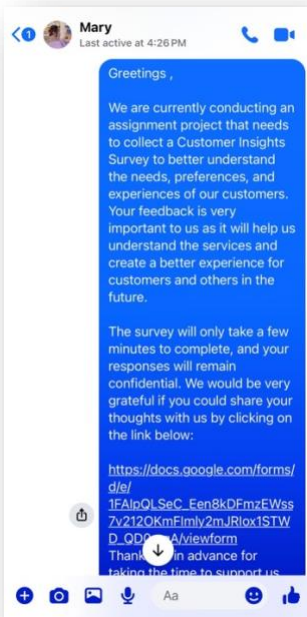 1
Mary
Last active at 4:26 PM
Greetings ,
We are currently conducting an
assignment project that needs
to collect a Customer Insights
Survey to better understand
the needs, preferences, and
experiences of our customers.
Your feedback is very
important to us as it will help us
understand the services and
create a better experience for
customers and others in the
future.
The survey will only take a few
minutes to complete, and your
responses will remain
confidential. We would be very
grateful if you could share your
thoughts with us by clicking on
the link below:
https://docs.google.com/forms/
d/e/
1FAIpQLSeC_Een8kDFmzEWss
7v212OKmFlmly2mJRlox1STW
D_QD0 A/viewform
in advance for
taking the time to support us
Aa